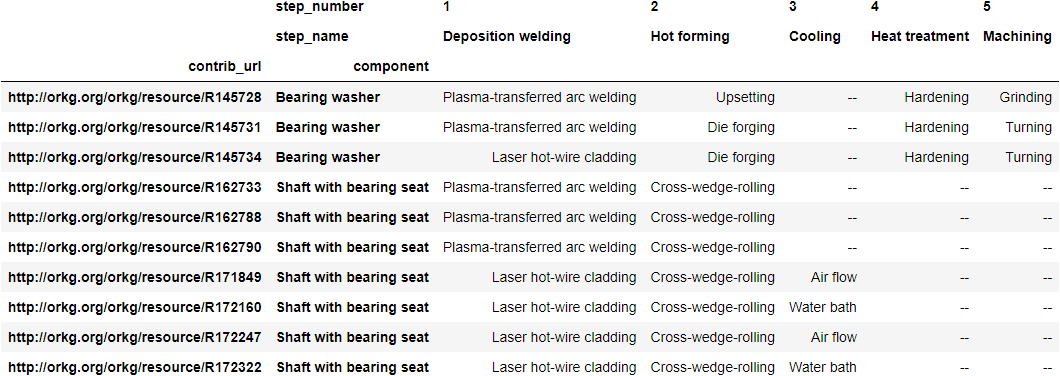 step_number 1 2 3 4 5
step_name Deposition welding Hot forming Cooling Heat treatment Machining
contrib_url component
http://orkg.org/orkg/resource/R145728 Bearing washer Plasma-transferred arc welding Upsetting -- Hardening Grinding
http://orkg.org/orkg/resource/R145731 Bearing washer Plasma-transferred arc welding Die forging -- Hardening Turning
http://orkg.org/orkg/resource/R145734 Bearing washer Laser hot-wire cladding Die forging -- Hardening Turning
http://orkg.org/orkg/resource/R162733 Shaft with bearing seat Plasma-transferred arc welding Cross-wedge-rolling -- -- --
http://orkg.org/orkg/resource/R162788 Shaft with bearing seat Plasma-transferred arc welding Cross-wedge-rolling -- -- --
http://orkg.org/orkg/resource/R162790 Shaft with bearing seat Plasma-transferred arc welding Cross-wedge-rolling -- -- --
http://orkg.org/orkg/resource/R171849 Shaft with bearing seat Laser hot-wire cladding Cross-wedge-rolling Air flow -- --
http://orkg.org/orkg/resource/R172160 Shaft with bearing seat Laser hot-wire cladding Cross-wedge-rolling Water bath -- --
http://orkg.org/orkg/resource/R172247 Shaft with bearing seat Laser hot-wire cladding Cross-wedge-rolling Air flow -- --
http://orkg.org/orkg/resource/R172322 Shaft with bearing seat Laser hot-wire cladding Cross-wedge-rolling Water bath -- --